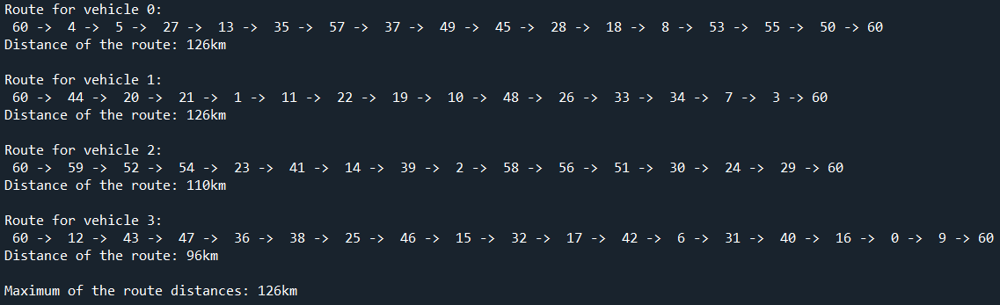 Route for vehicle 0:
60 -> 4 -> 5 -> 27 -> 13 -> 35 -> 57 -> 37 -> 49 -> 45 -> 28 -> 18 -> 8 -> 53 -> 55 -> 50 -> 60
Distance of the route: 126km
Route for vehicle 1:
60 -> 44 -> 20 -> 21 -> 1 -> 11 -> 22 -> 19 -> 10 -> 48 -> 26 -> 33 -> 34 -> 7 -> 3 -> 60
Distance of the route: 126km
Route for vehicle 2:
60 -> 59 -> 52 -> 54 -> 23 -> 41 -> 14 -> 39 -> 2 -> 58 -> 56 -> 51 -> 30 -> 24 -> 29 -> 60
Distance of the route: 110km
Route for vehicle 3:
60 -> 12 -> 43 -> 47 -> 36 -> 38 -> 25 -> 46 -> 15 -> 32 -> 17 -> 42 -> 6 -> 31 -> 40 -> 16 -> 0 -> 9 -> 60
Distance of the route: 96km
Maximum of the route distances: 126km